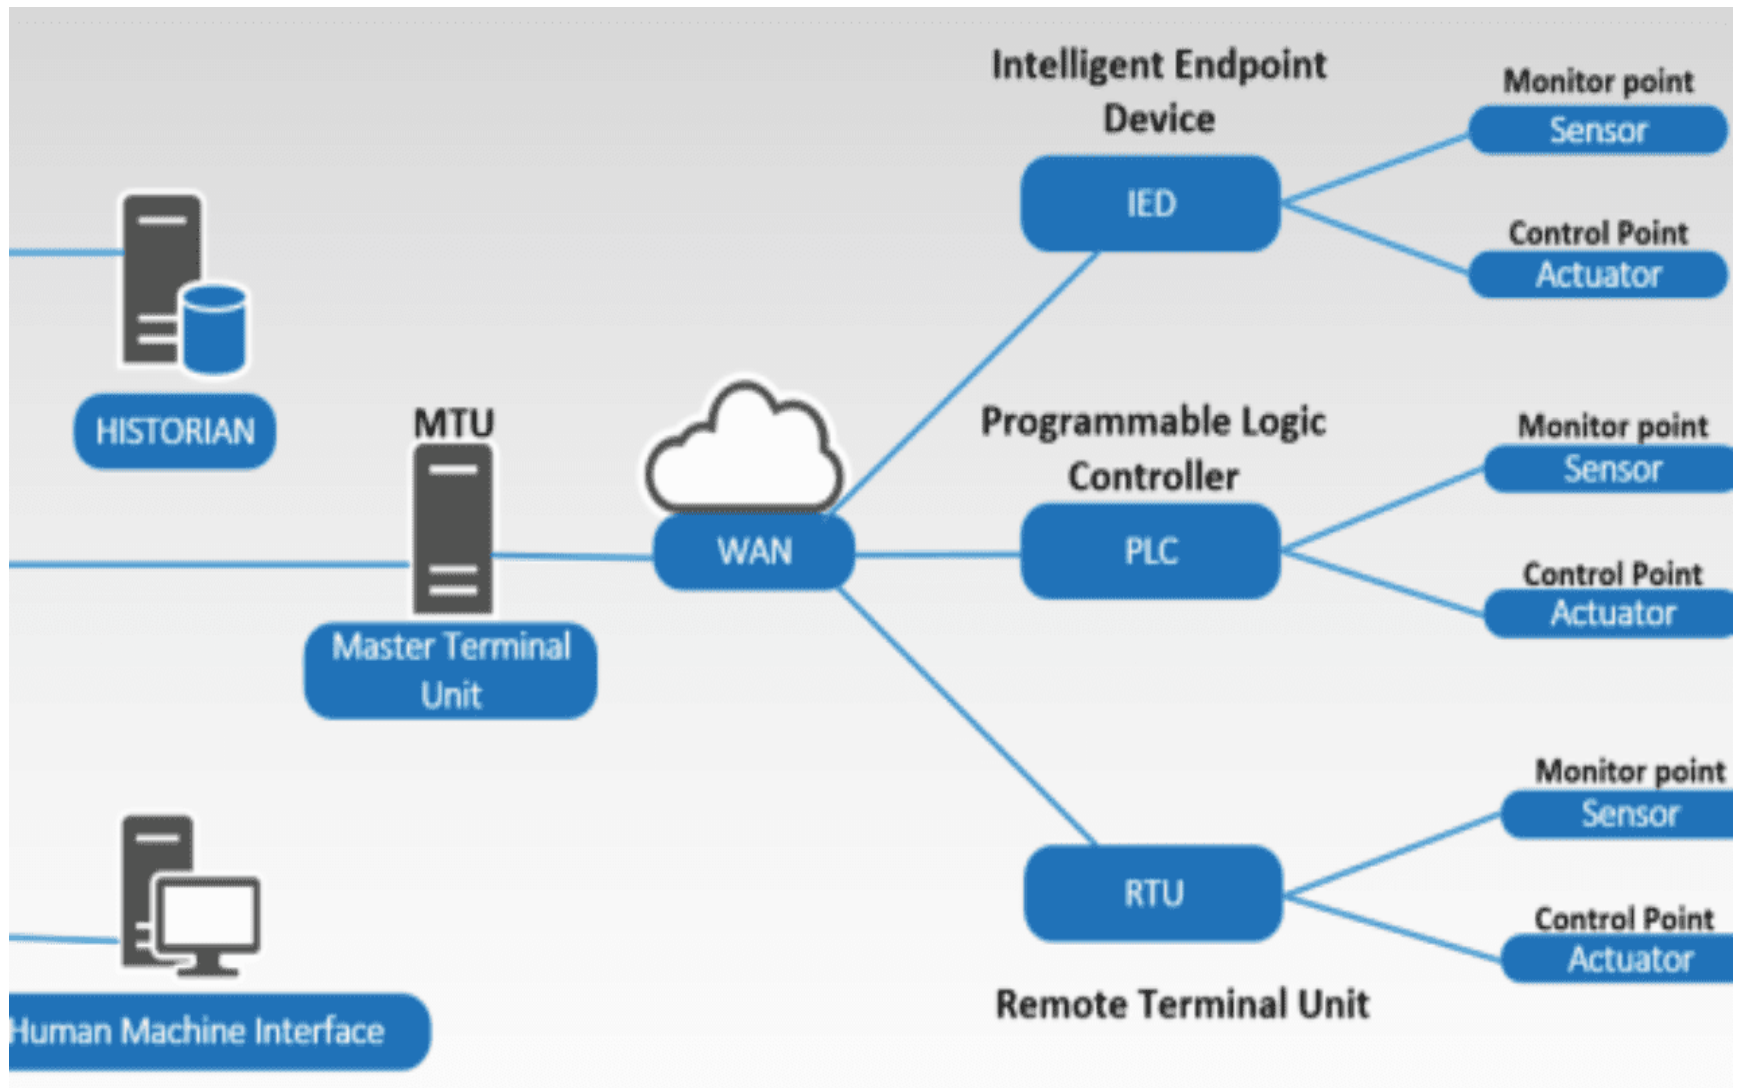 Intelligent Endpoint
Device
IED
Monitor point
Sensor
Control Point
Actuator
HISTORIAN
MTU
Master Terminal
Unit
WAN
Programmable Logic
Controller
PLC
Monitor point
Sensor
Control Point
Actuator
Human Machine Interface
RTU
Remote Terminal Unit
Monitor point
Sensor
Control Point
Actuator